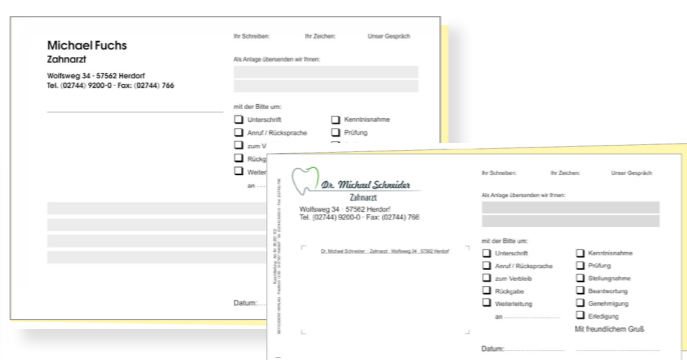 Michael Fuchs
Zahnarzt
Wolfsweg 34 · 57562 Herdorf
Tel. (02744) 9200-0 · Fax: (02744) 766
Ihr Schreiben: Ihr Zeichen: Unser Gespräch
Als Anlage übersenden wir Ihnen:
mit der Bitte um:
Unterschrift Kenntnisnahme
Anruf / Rücksprache Prüfung
zum V
Rückg
Weiter
an
Datum:
Dr. Michael Schneider
Zahnarzt
Wolfsweg 34 · 57562 Herdorf
Tel. (02744) 9200-0 · Fax: (02744) 766
Dr. Michael Schneider · Zahnarzt · Wolfsweg 34 · 57562 Herdorf
Ihr Schreiben: Ihr Zeichen: Unser Gespräch
Als Anlage übersenden wir Ihnen:
mit der Bitte um:
Unterschrift Kenntnisnahme
Anruf / Rücksprache Prüfung
zum Verbleib Stellungnahme
Rückgabe Beantwortung
Weiterleitung Genehmigung
an Erledigung
Mit freundlichem Gruß
Datum: